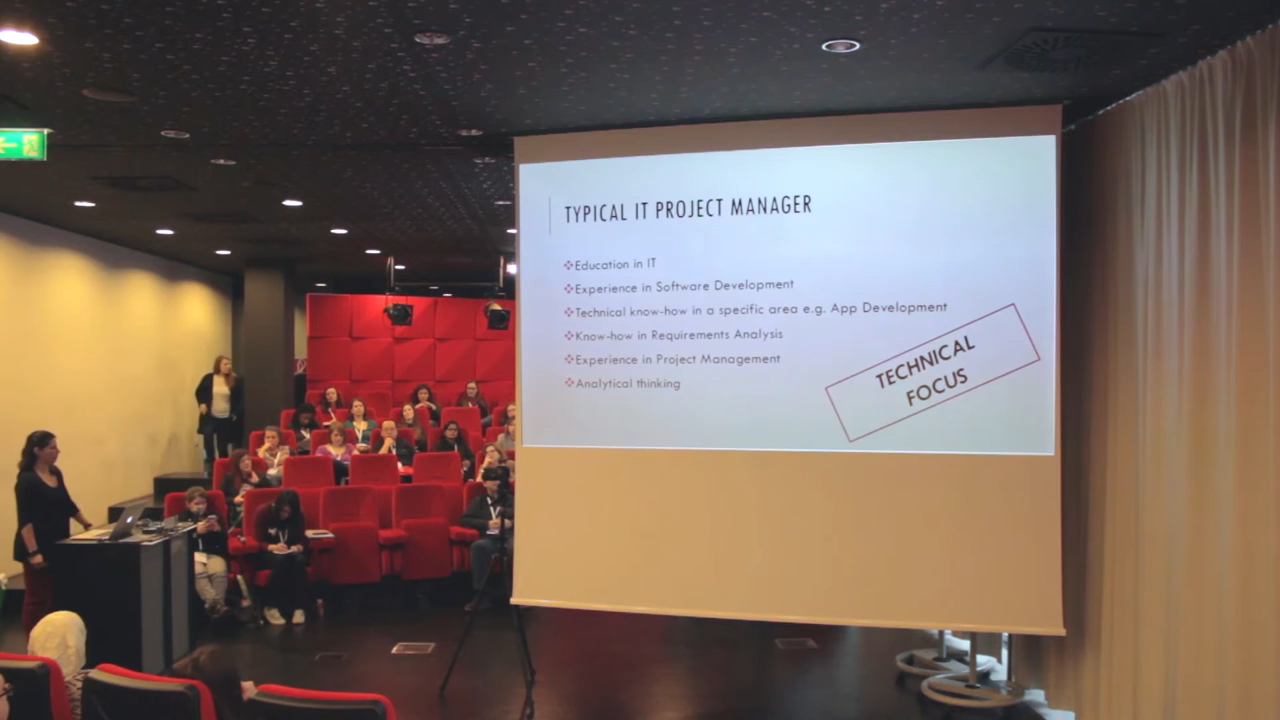 TYPICAL IT PROJECT MANAGER
❖Education in IT
❖Experience in Software Development
❖Technical know-how in a specific area e.g. App Development
❖Know-how in Requirements Analysis
❖Experience in Project Management
❖Analytical thinking
TECHNICAL
FOCUS